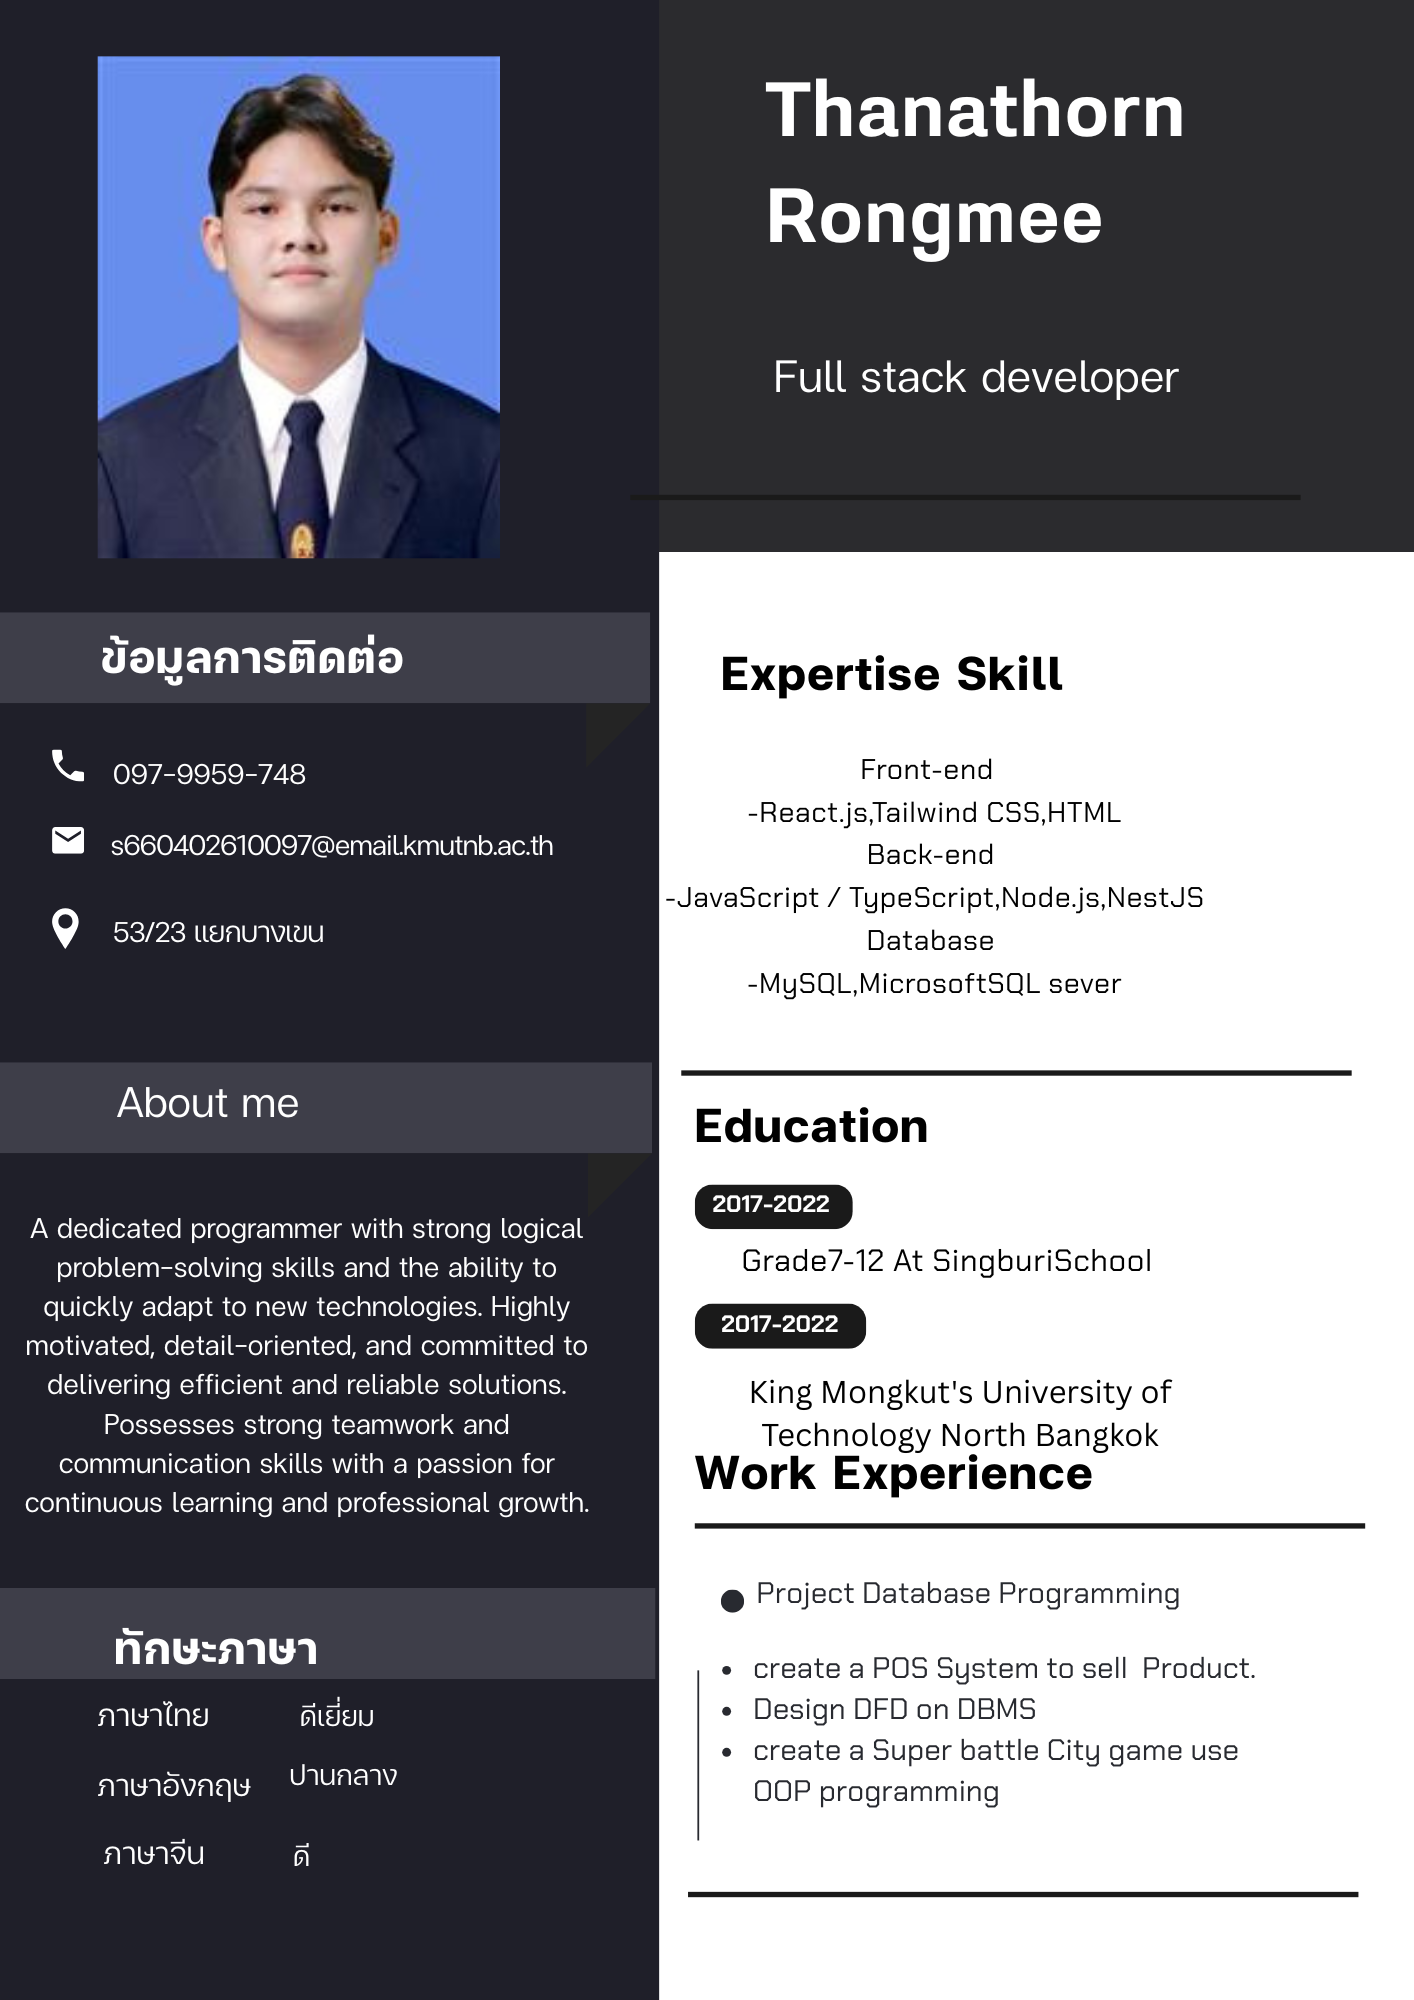 Thanathorn
Rongmee
Full stack developer
ข้อมูลการติดต่อ
097-9959-748
s660402610097@email.kmutnb.ac.th
53/23 แยกบางเขน
About me
A dedicated programmer with strong logical
problem-solving skills and the ability to
quickly adapt to new technologies. Highly
motivated, detail-oriented, and committed to
delivering efficient and reliable solutions.
Possesses strong teamwork and
communication skills with a passion for
continuous learning and professional growth.
ทักษะภาษา
ภาษาไทย ดีเยี่ยม
ภาษาอังกฤษ ปานกลาง
ภาษาจีน ดี
Expertise Skill
Front-end
-React.js,Tailwind CSS,HTML
Back-end
-JavaScript / TypeScript,Node.js,NestJS
Database
-MySQL,MicrosoftSQL sever
Education
2017-2022
Grade7-12 At SingburiSchool
2017-2022
King Mongkut's University of
Technology North Bangkok
Work Experience
Project Database Programming
• create a POS System to sell  Product.
• Design DFD on DBMS
• create a Super battle City game use
OOP programming